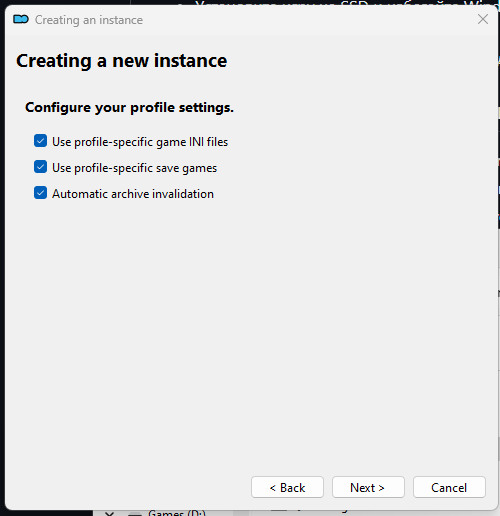 Creating an instance
Creating a new instance
Configure your profile settings.
Use profile-specific game INI files
Use profile-specific save games
Automatic archive invalidation
< Back
Next >
Cancel
Games (D:)